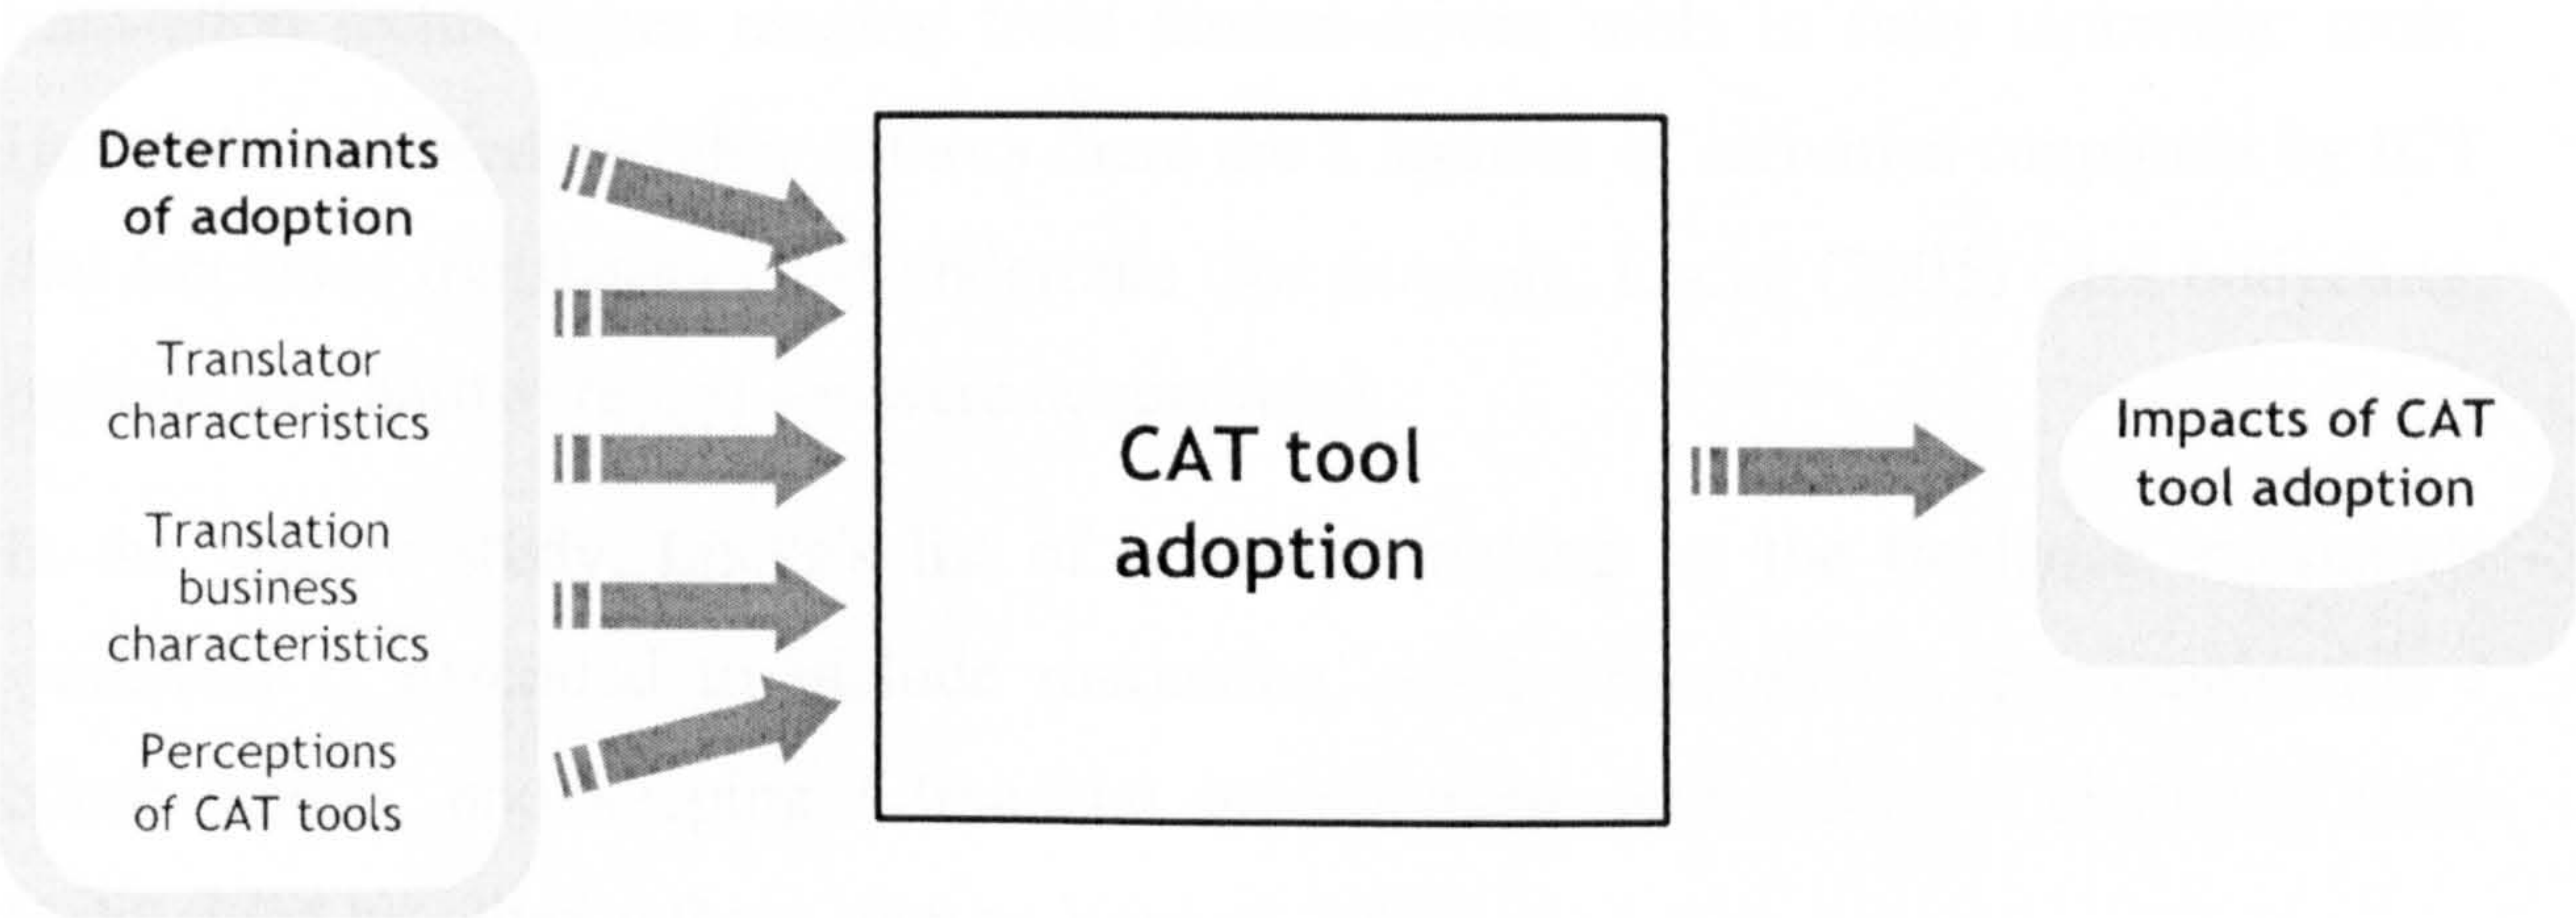 Determinants
of adoption
Translator
characteristics
Translation
business
characteristics
Perceptions
of CAT tools
CAT tool
adoption
Impacts of CAT
tool adoption